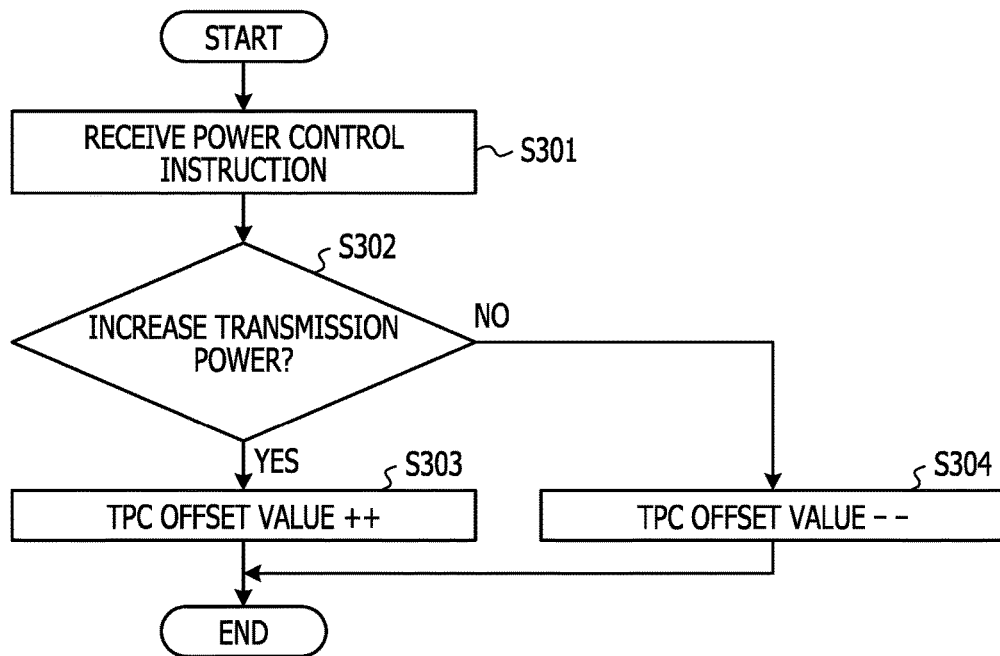 START
RECEIVE POWER CONTROL
INSTRUCTION
S301
S302
INCREASE TRANSMISSION
POWER?
NO
YES
S303
TPC OFFSET VALUE ++
S304
TPC OFFSET VALUE – –
END